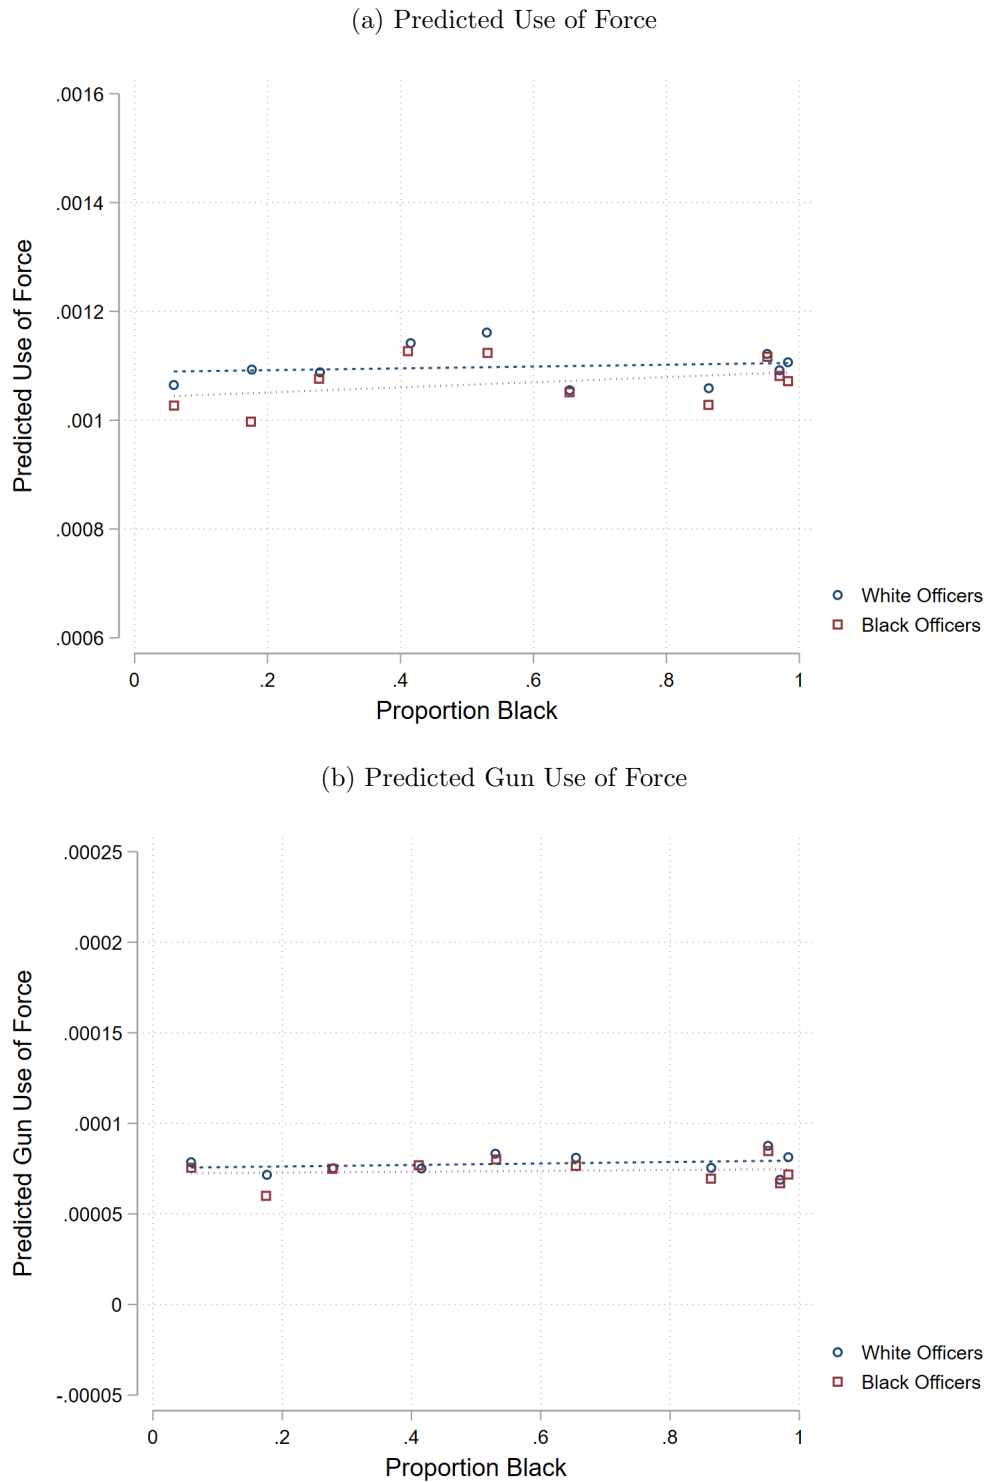 (a) Predicted Use of Force
.0016
.0014
.0012
.001
.0008
.0006
Predicted Use of Force
0 .2 .4 .6 .8 1
Proportion Black
White Officers
Black Officers
(b) Predicted Gun Use of Force
.00025
.0002
.00015
.0001
.00005
0
-.00005
Predicted Gun Use of Force
0 .2 .4 .6 .8 1
Proportion Black
White Officers
Black Officers